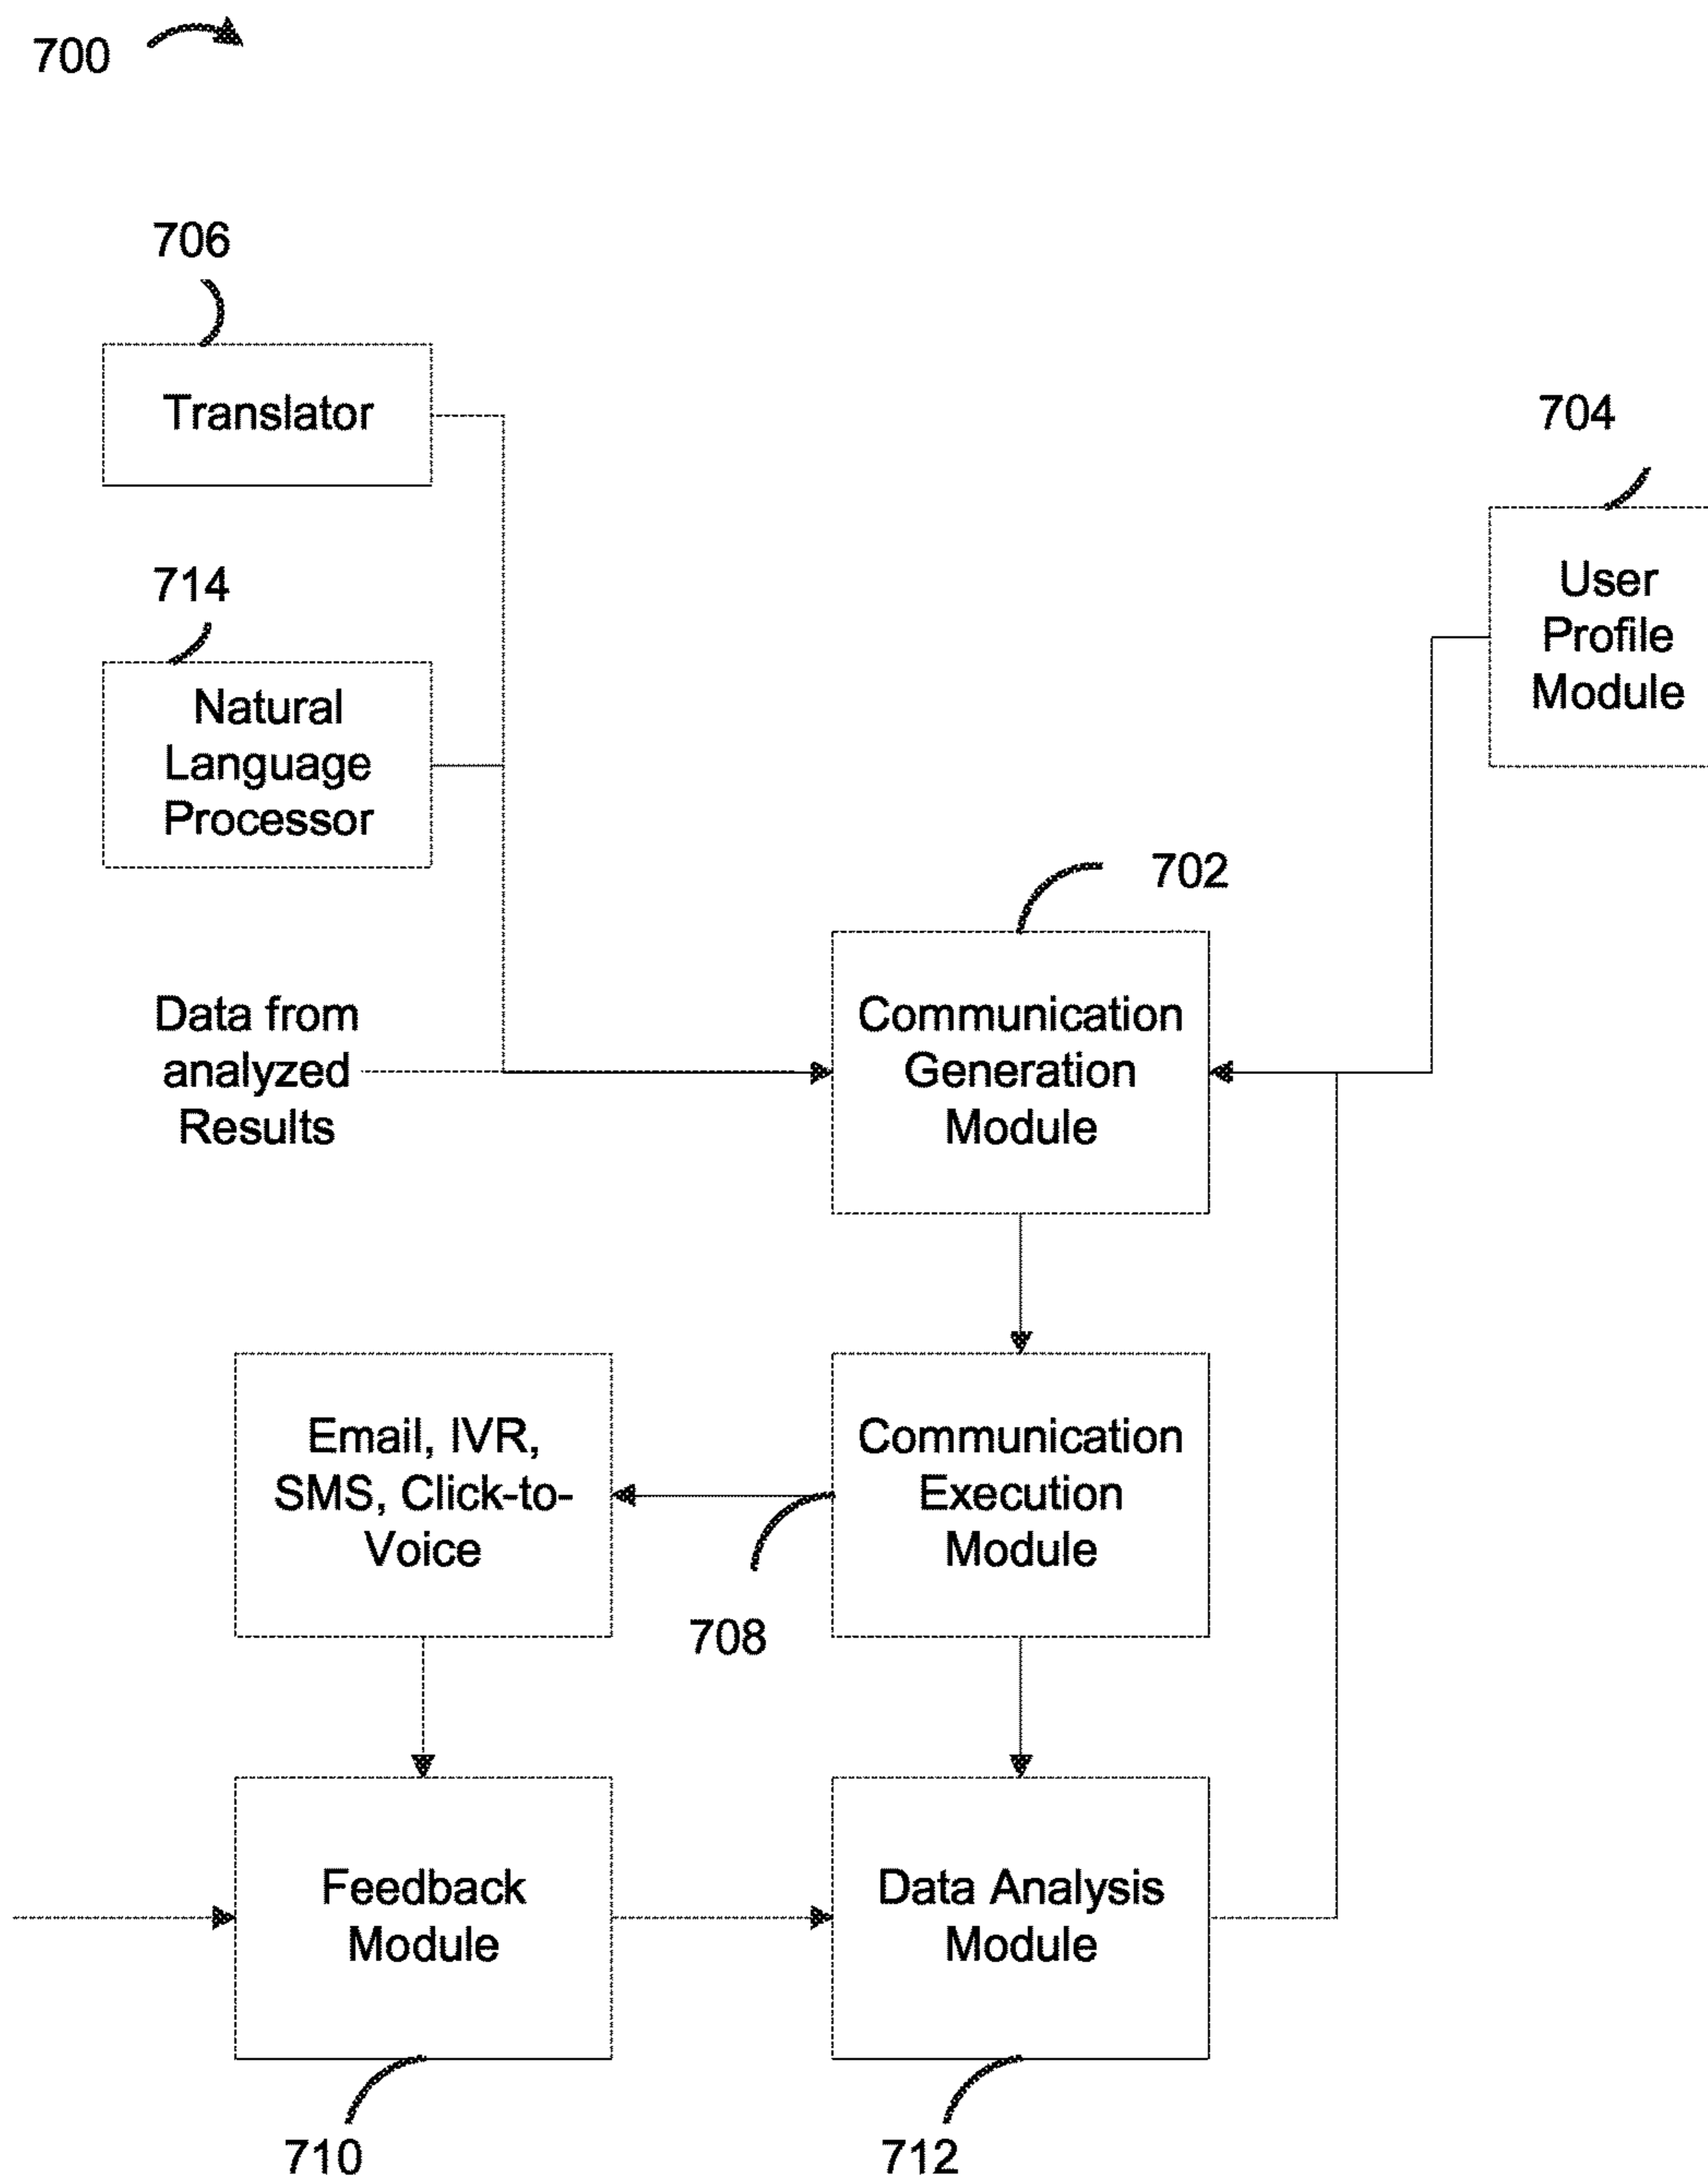 700
706
Translator
704
User
Profile
Module
714
Natural
Language
Processor
702
Data from
analyzed
Results
Communication
Generation
Module
Email, IVR,
SMS, Click-to-
Voice
Communication
Execution
Module
708
Feedback
Module
Data Analysis
Module
710
712